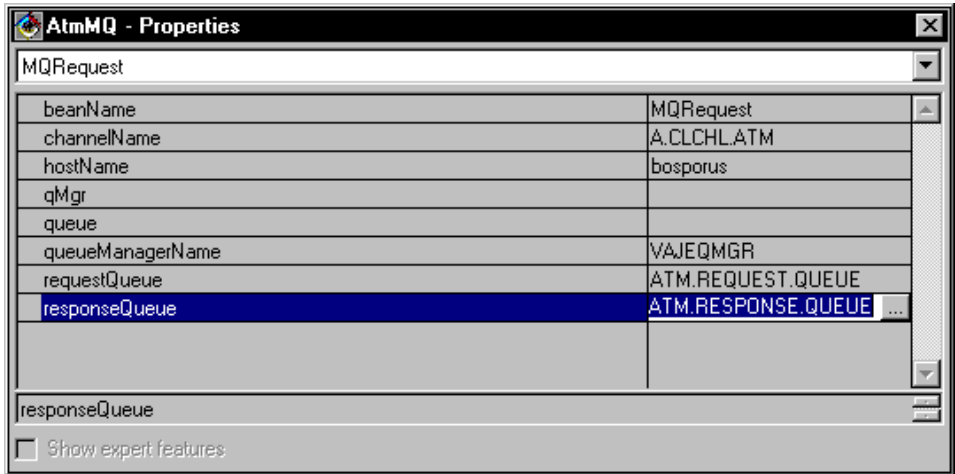 AtmMQ - Properties
MQRequest
beanName MQRequest
channelName A.CLCHL.ATM
hostName bosporus
qMgr
queue
queueManagerName VAJEQMGR
requestQueue ATM.REQUEST.QUEUE
responseQueue ATM.RESPONSE.QUEUE ...
responseQueue
Show expert features